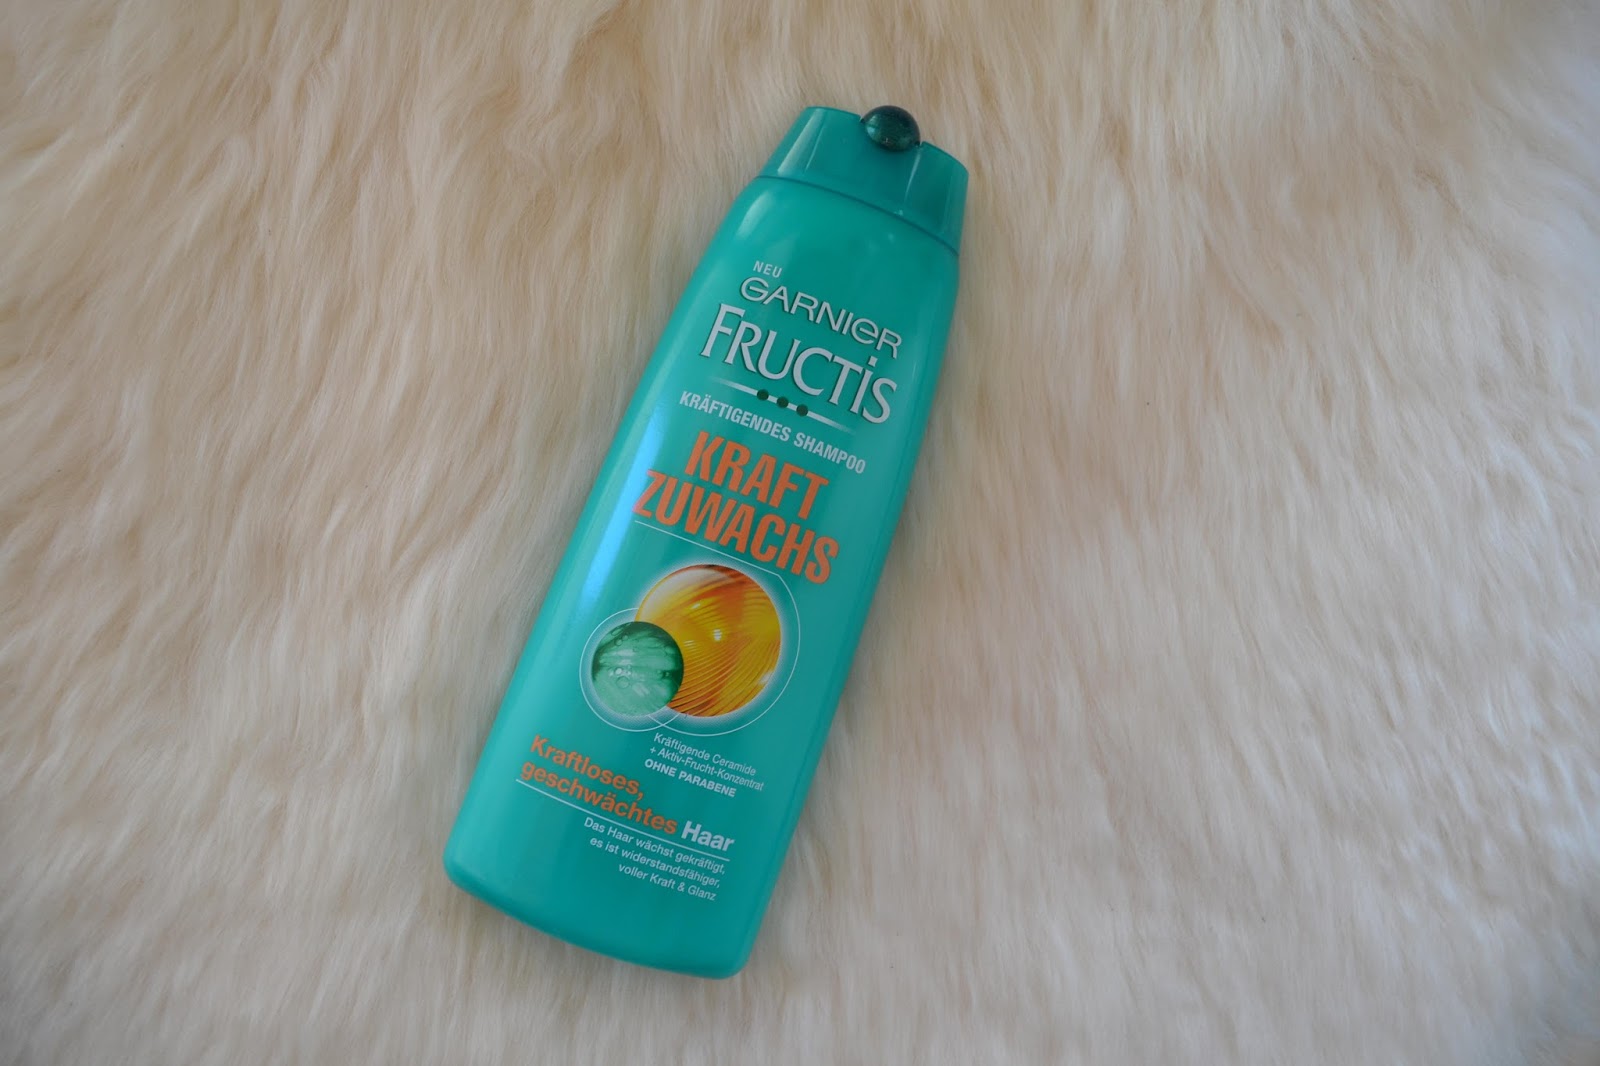 NEU
GARNIER
FRUCTIS
KRÄFTIGENDES SHAMPOO
KRAFT
ZUWACHS
Kräftigende Ceramide
+ Aktiv-Frucht-Konzentrat
OHNE PARABENE
Kraftloses,
geschwächtes Haar
Das Haar wächst gekräftigt,
es ist widerstandsfähiger,
voller Kraft & Glanz